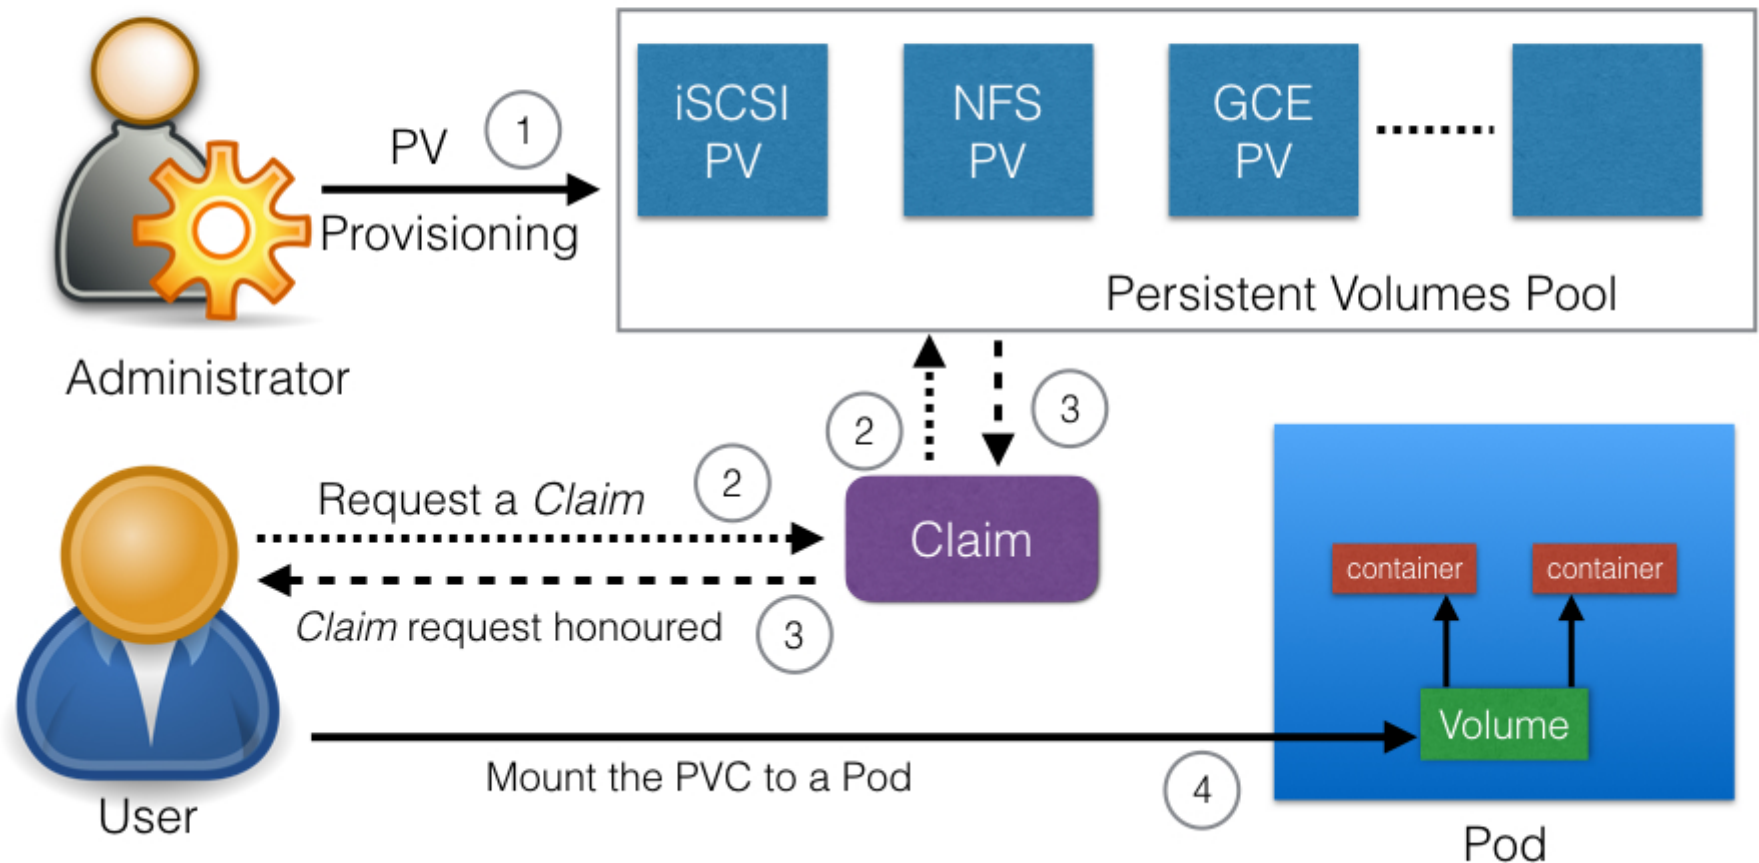 PV
1
Provisioning
Administrator
iSCSI
PV
NFS
PV
GCE
PV
Persistent Volumes Pool
2
3
Request a Claim
2
Claim
Claim request honoured
3
User
Mount the PVC to a Pod
4
container
container
Volume
Pod